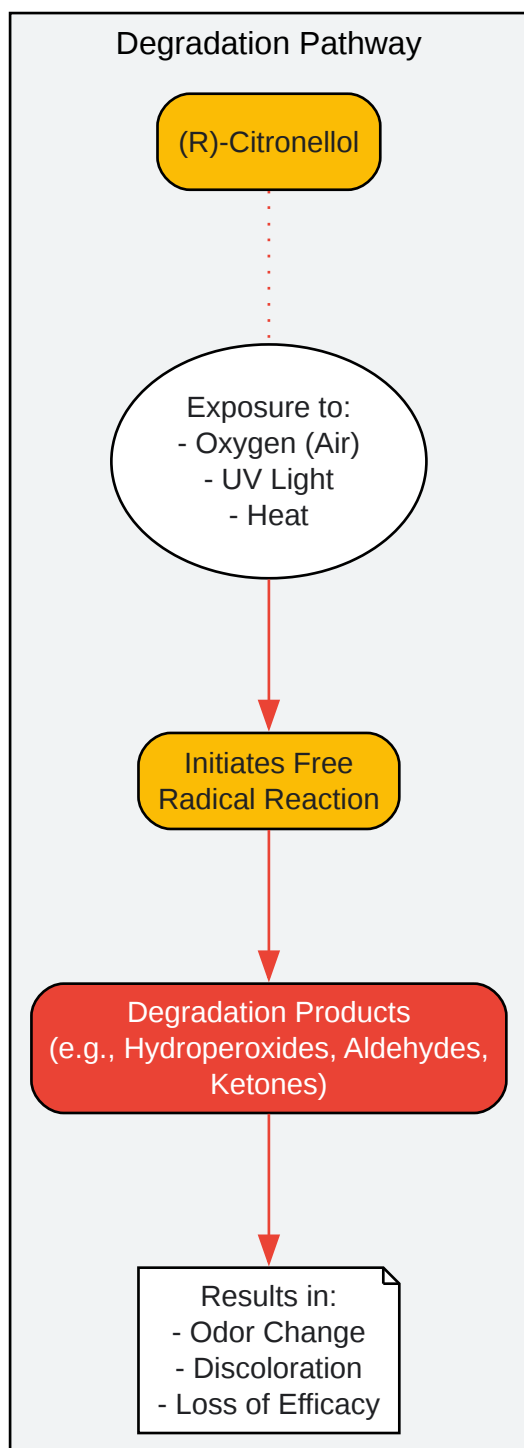 Degradation Pathway
(R)-Citronellol
Exposure to:
- Oxygen (Air)
- UV Light
- Heat
Initiates Free
Radical Reaction
Degradation Products
(e.g., Hydroperoxides, Aldehydes,
Ketones)
Results in:
- Odor Change
- Discoloration
- Loss of Efficacy